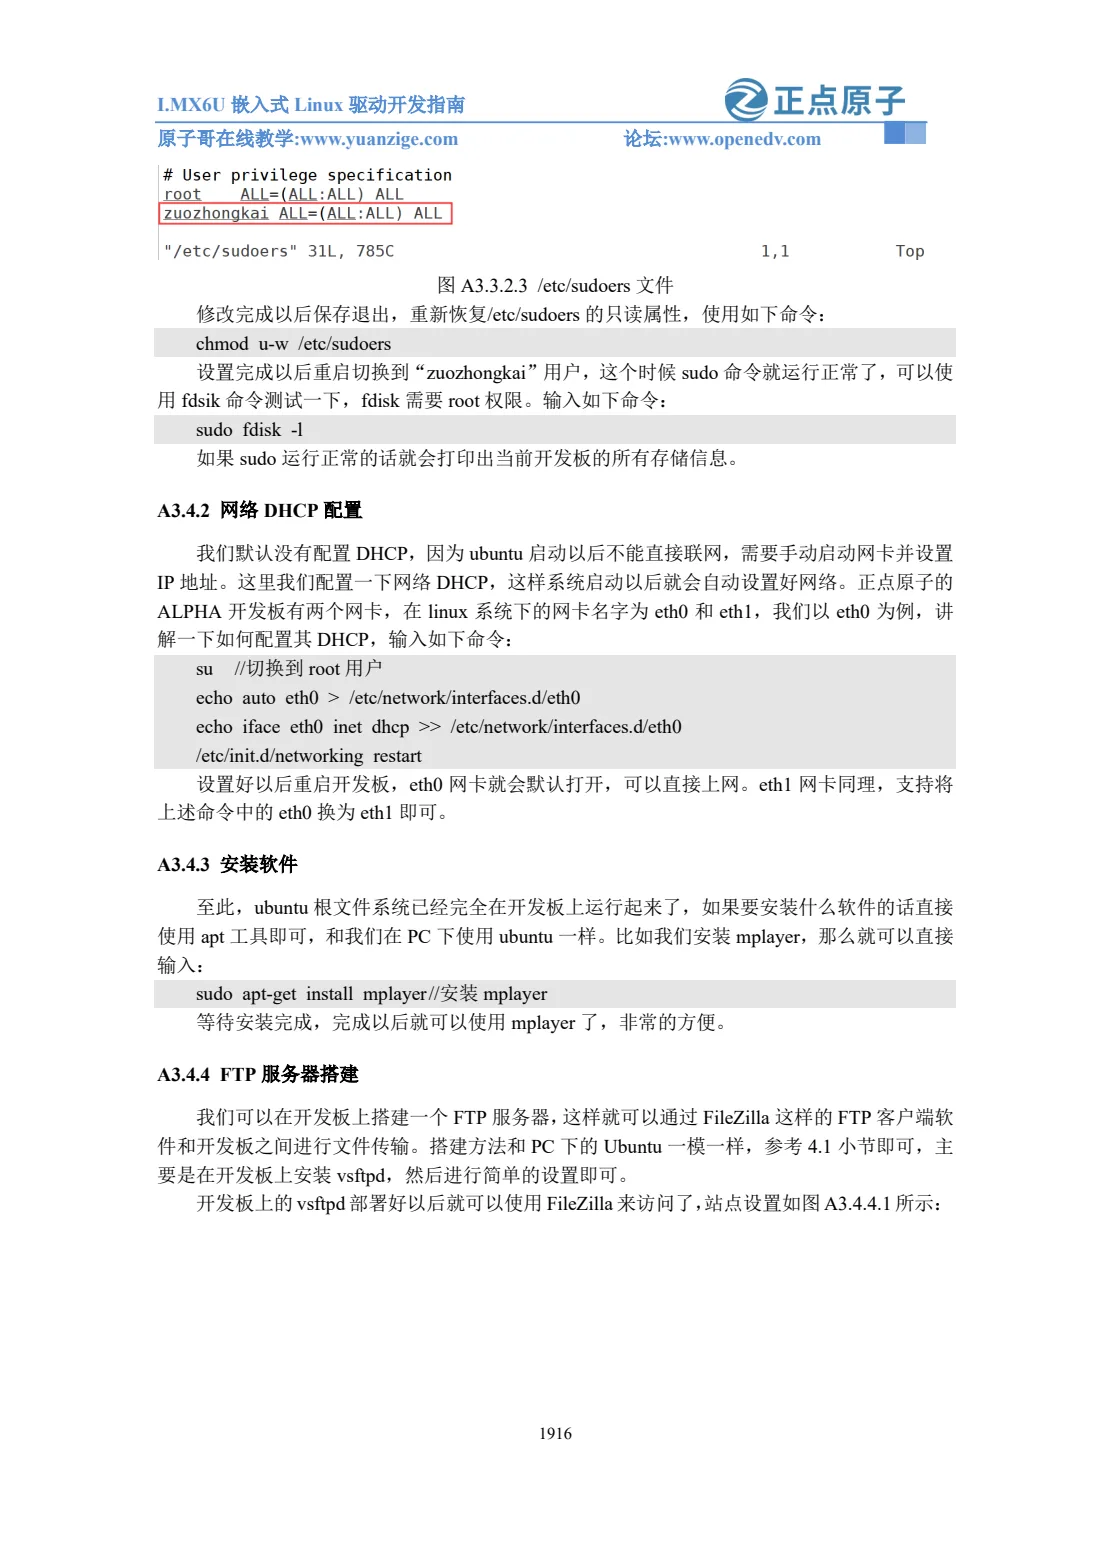 I.MX6U 嵌入式 Linux 驱动开发指南
正点原子
原子哥在线教学:www.yuanzige.com 论坛:www.openedv.com
# User privilege specification
root ALL=(ALL:ALL) ALL
zuozhongkai ALL=(ALL:ALL) ALL
"/etc/sudoers" 31L, 785C 1,1 Top
图 A3.3.2.3 /etc/sudoers 文件
修改完成以后保存退出，重新恢复/etc/sudoers 的只读属性，使用如下命令：
chmod u-w /etc/sudoers
设置完成以后重启切换到“zuozhongkai”用户，这个时候 sudo 命令就运行正常了，可以使
用 fdsik 命令测试一下，fdisk 需要 root 权限。输入如下命令：
sudo fdisk -l
如果 sudo 运行正常的话就会打印出当前开发板的所有存储信息。
A3.4.2 网络 DHCP 配置
我们默认没有配置 DHCP，因为 ubuntu 启动以后不能直接联网，需要手动启动网卡并设置
IP 地址。这里我们配置一下网络 DHCP，这样系统启动以后就会自动设置好网络。正点原子的
ALPHA 开发板有两个网卡，在 linux 系统下的网卡名字为 eth0 和 eth1，我们以 eth0 为例，讲
解一下如何配置其 DHCP，输入如下命令：
su //切换到 root 用户
echo auto eth0 > /etc/network/interfaces.d/eth0
echo iface eth0 inet dhcp >> /etc/network/interfaces.d/eth0
/etc/init.d/networking restart
设置好以后重启开发板，eth0 网卡就会默认打开，可以直接上网。eth1 网卡同理，支持将
上述命令中的 eth0 换为 eth1 即可。
A3.4.3 安装软件
至此，ubuntu 根文件系统已经完全在开发板上运行起来了，如果要安装什么软件的话直接
使用 apt 工具即可，和我们在 PC 下使用 ubuntu 一样。比如我们安装 mplayer，那么就可以直接
输入：
sudo apt-get install mplayer//安装 mplayer
等待安装完成，完成以后就可以使用 mplayer 了，非常的方便。
A3.4.4 FTP 服务器搭建
我们可以在开发板上搭建一个 FTP 服务器，这样就可以通过 FileZilla 这样的 FTP 客户端软
件和开发板之间进行文件传输。搭建方法和 PC 下的 Ubuntu 一模一样，参考 4.1 小节即可，主
要是在开发板上安装 vsftpd，然后进行简单的设置即可。
开发板上的 vsftpd 部署好以后就可以使用 FileZilla 来访问了，站点设置如图 A3.4.4.1 所示：
1916